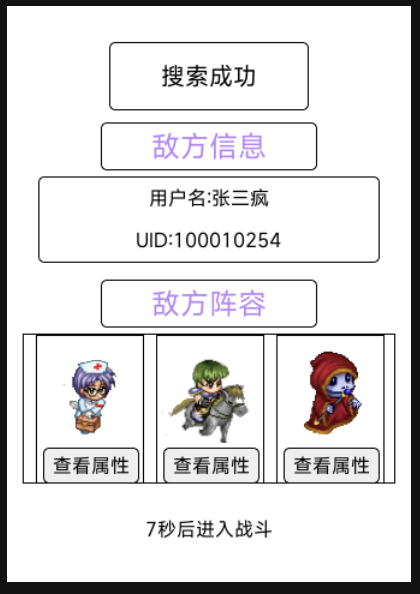 搜索成功
敌方信息
用户名:张三疯
UID:100010254
敌方阵容
查看属性 查看属性 查看属性
7秒后进入战斗